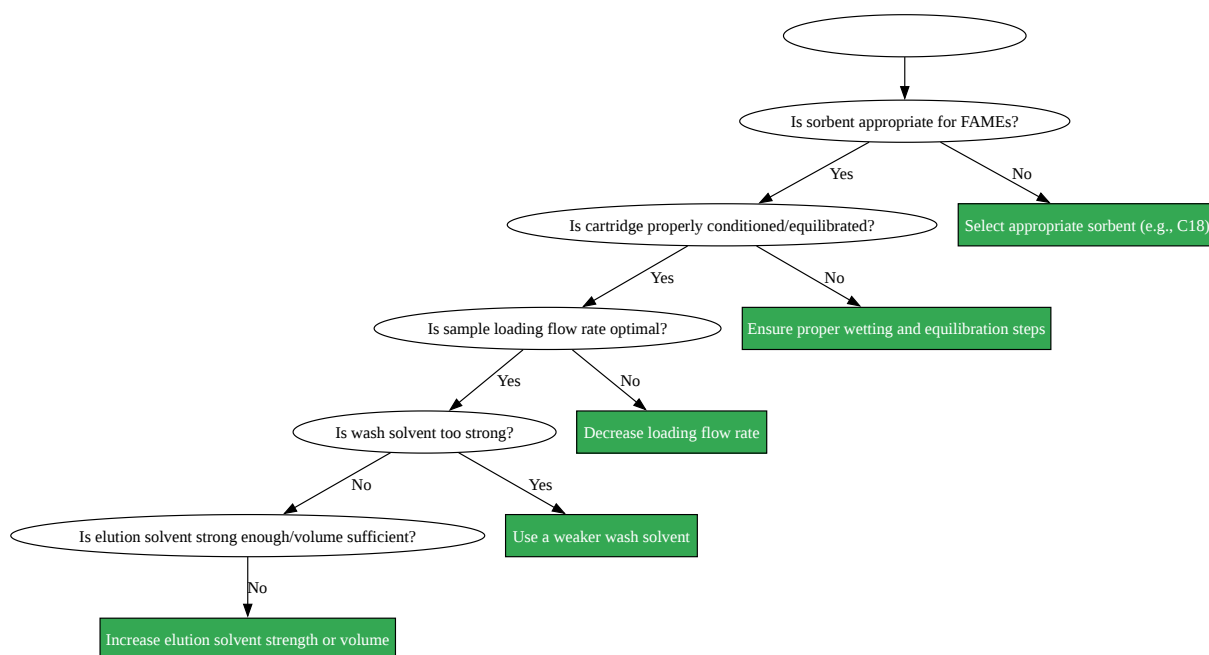 Is sorbent appropriate for FAMEs?
Yes
No
Is cartridge properly conditioned/equilibrated?
Select appropriate sorbent (e.g., C18)
Yes
No
Is sample loading flow rate optimal?
Ensure proper wetting and equilibration steps
Yes
No
Is wash solvent too strong?
Decrease loading flow rate
No
Yes
Is elution solvent strong enough/volume sufficient?
Use a weaker wash solvent
No
Increase elution solvent strength or volume